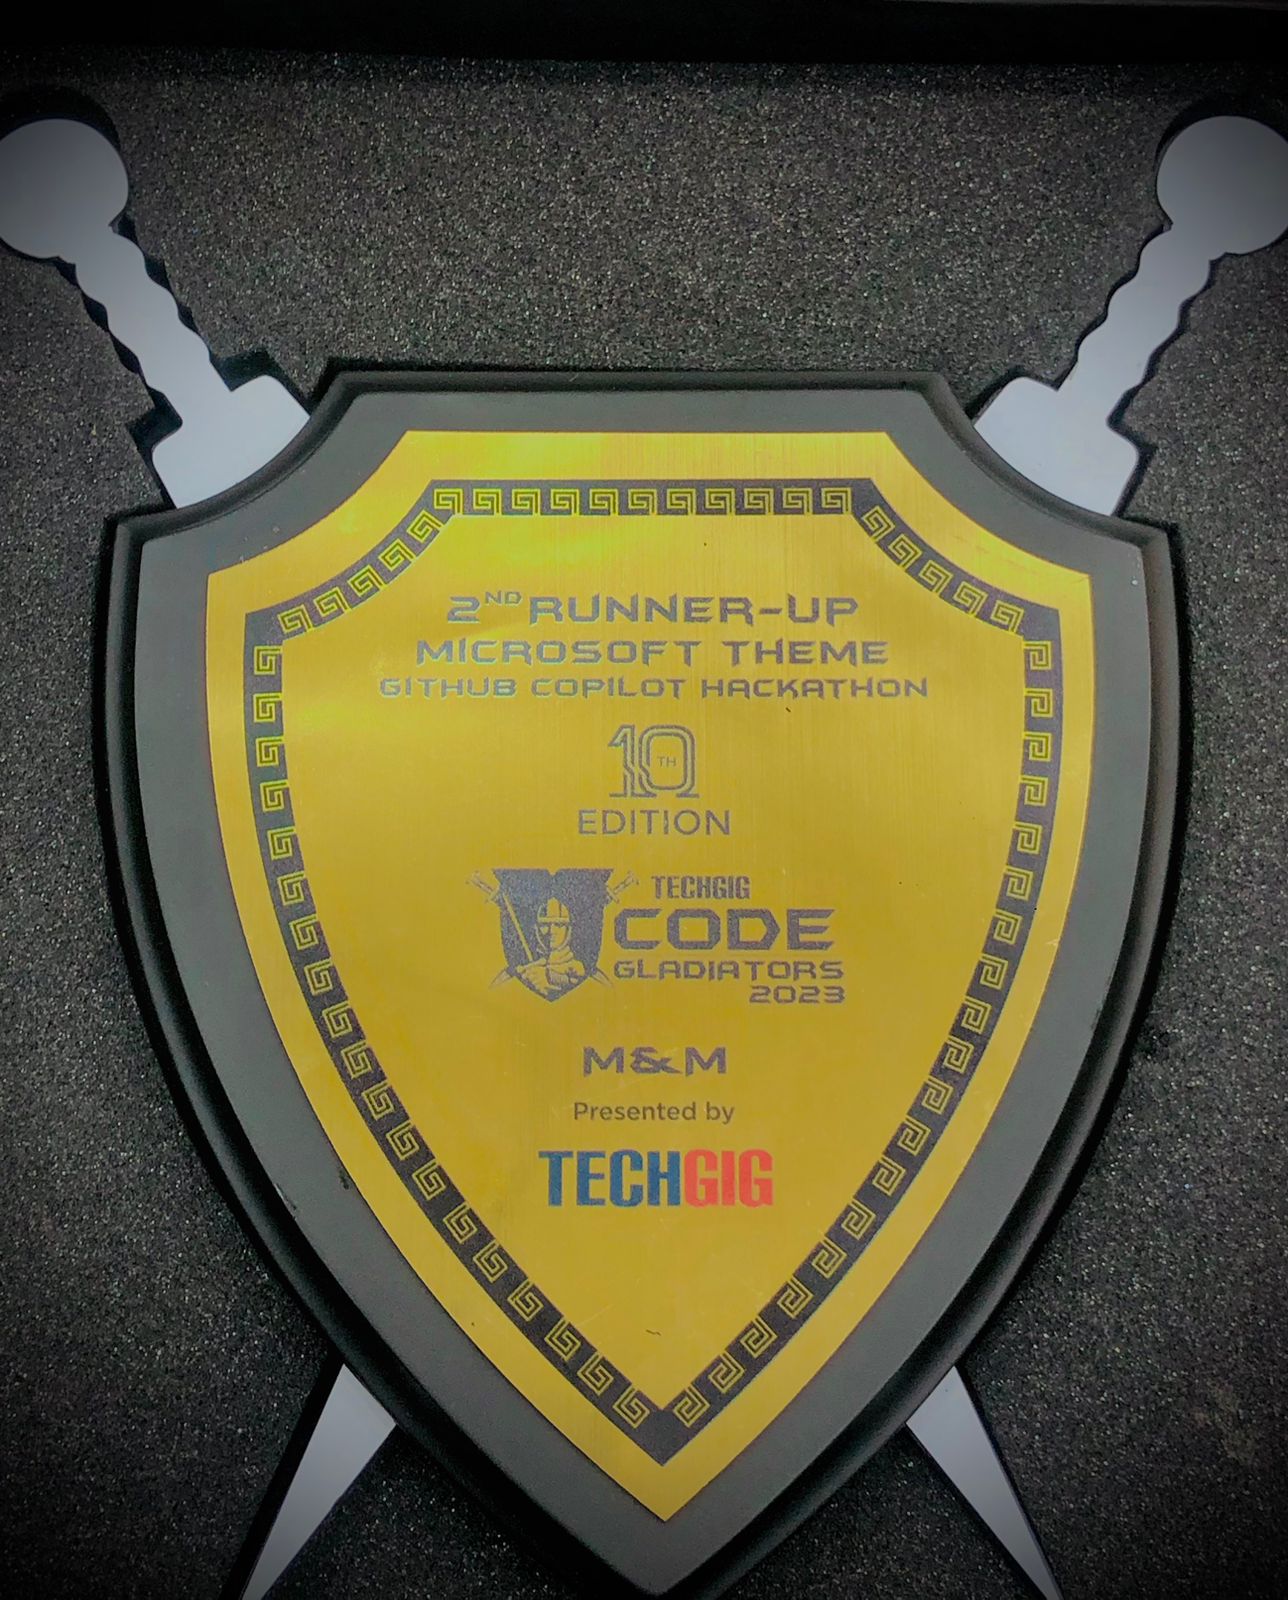 2ND RUNNER-UP
MICROSOFT THEME
GITHUB COPILOT HACKATHON
10TH
EDITION
TECHGIG
CODE
GLADIATORS
2023
M&M
Presented by
TECHGIG